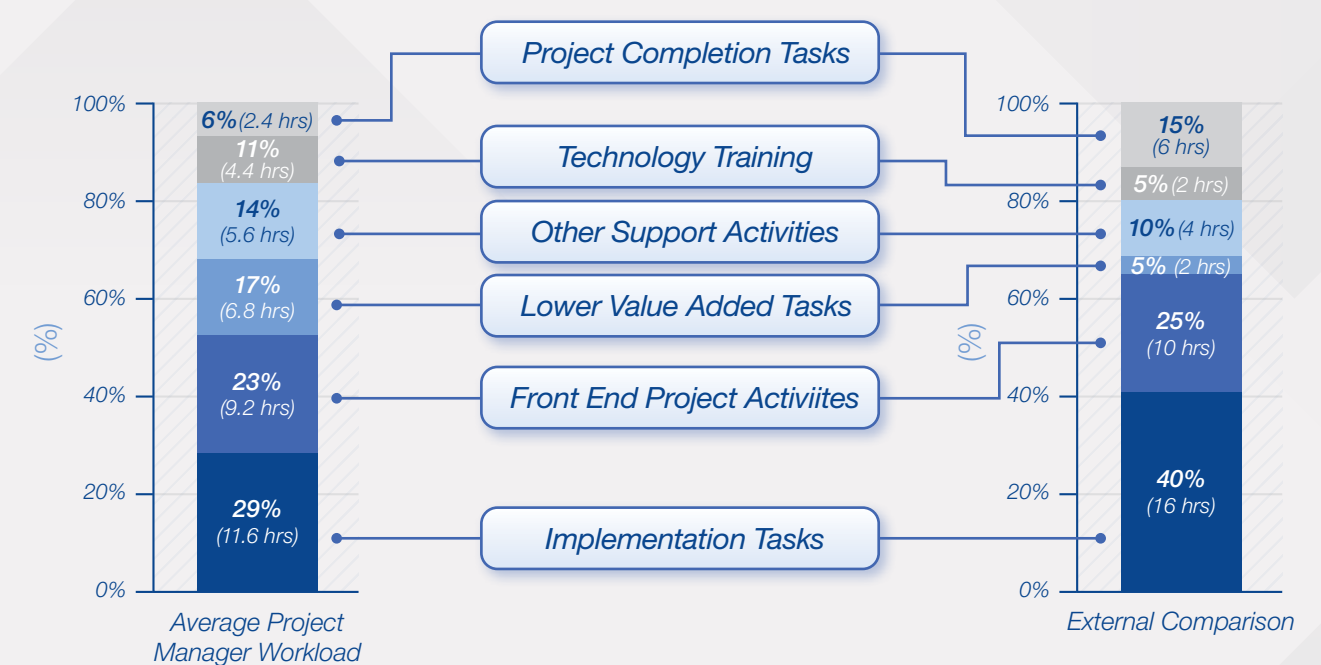 Project Completion Tasks
Technology Training
Other Support Activities
Lower Value Added Tasks
Front End Project Activiites
Implementation Tasks
(%)
100%
80%
60%
40%
20%
0%
6% (2.4 hrs)
11%
(4.4 hrs)
14%
(5.6 hrs)
17%
(6.8 hrs)
23%
(9.2 hrs)
29%
(11.6 hrs)
Average Project
Manager Workload
(%)
100%
80%
60%
40%
20%
0%
15%
(6 hrs)
5% (2 hrs)
10% (4 hrs)
5% (2 hrs)
25%
(10 hrs)
40%
(16 hrs)
External Comparison